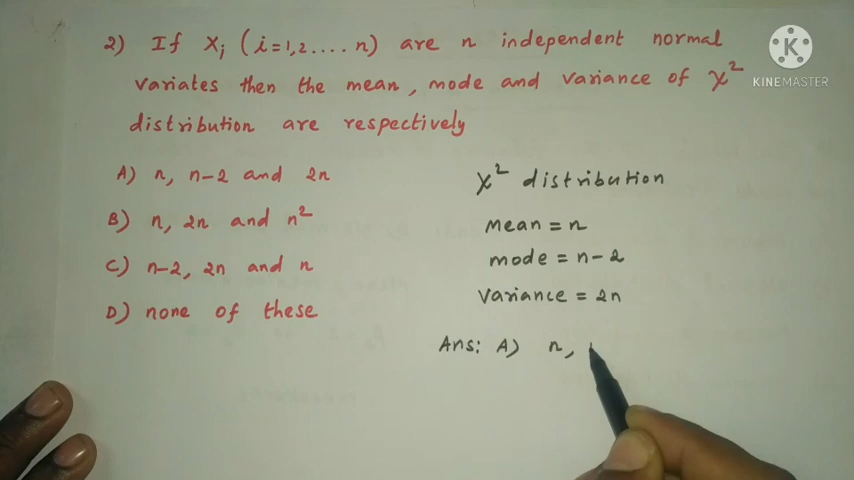 2) If Xi (i=1,2....n) are n independent normal
variates then the mean, mode and variance of χ²
distribution are respectively
A) n, n-2 and 2n
B) n, 2n and n²
C) n-2, 2n and n
D) none of these
χ² distribution
mean = n
mode = n-2
variance = 2n
Ans: A) n,
K
KINEMASTER